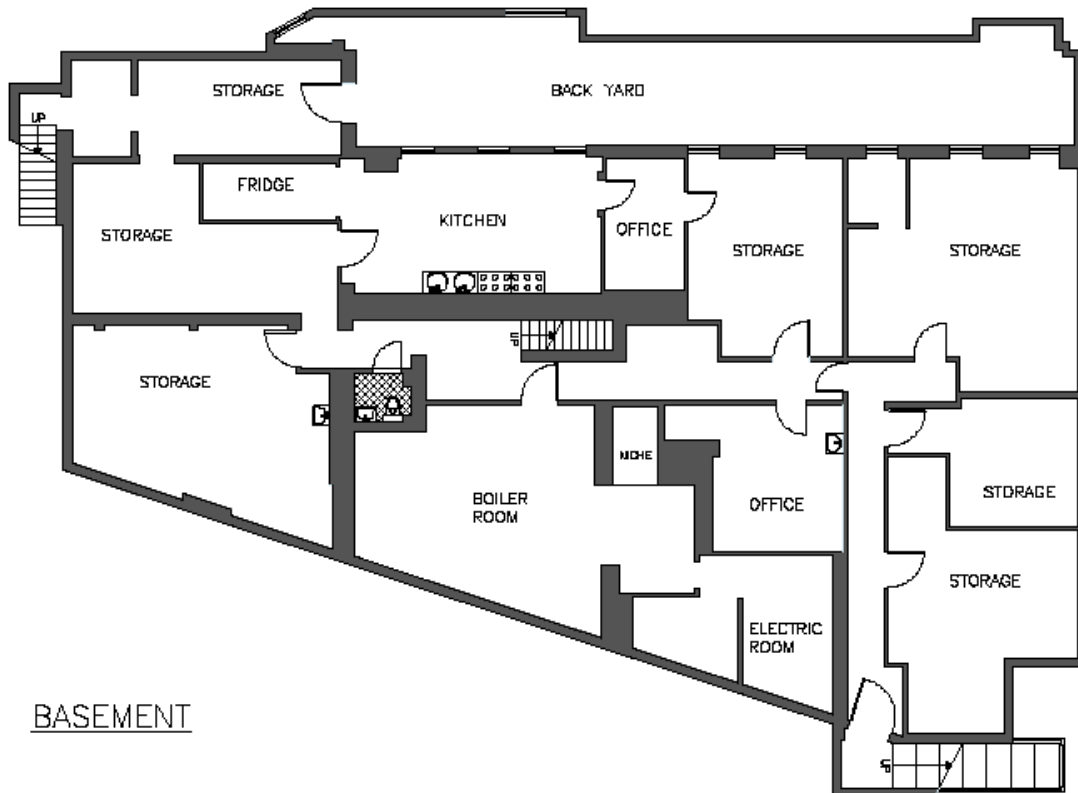 STORAGE
BACK YARD
UP
FRIDGE
KITCHEN
OFFICE
STORAGE
STORAGE
STORAGE
UP
STORAGE
NICHE
BOILER
ROOM
OFFICE
STORAGE
STORAGE
ELECTRIC
ROOM
BASEMENT
UP